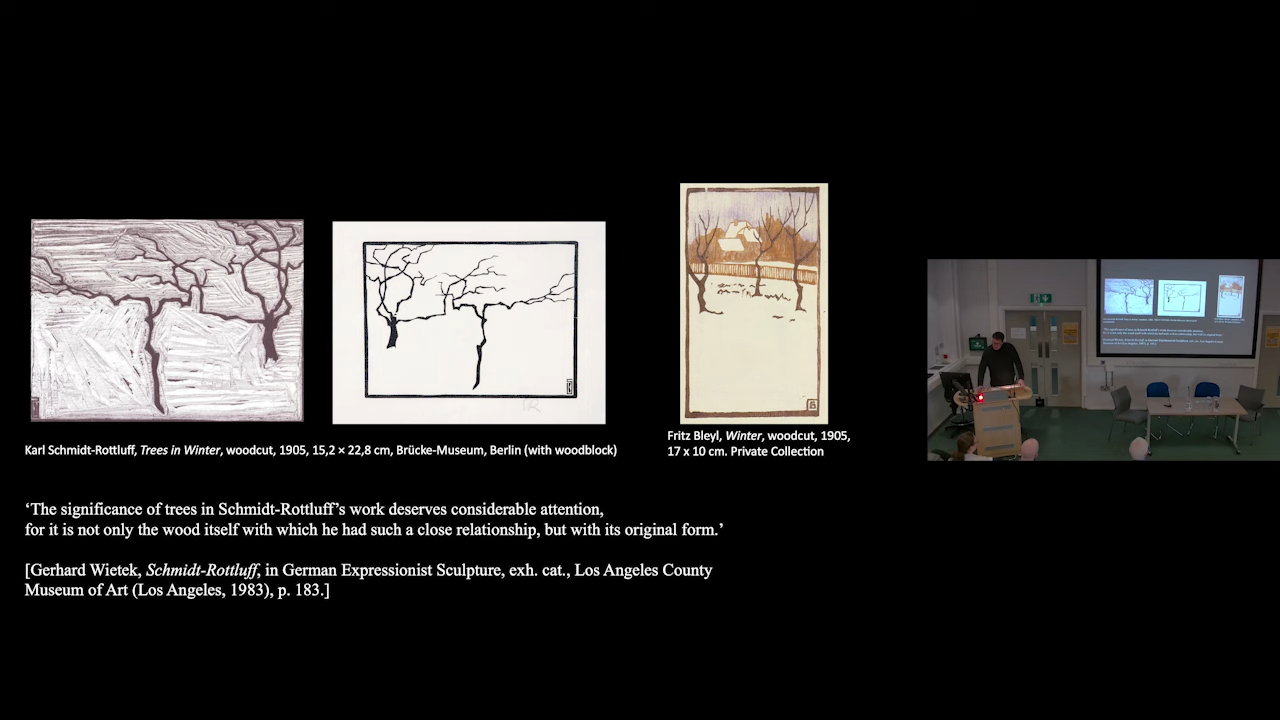 Karl Schmidt-Rottluff, Trees in Winter, woodcut, 1905, 15,2 × 22,8 cm, Brücke-Museum, Berlin (with woodblock)
Fritz Bleyl, Winter, woodcut, 1905,
17 x 10 cm. Private Collection
‘The significance of trees in Schmidt-Rottluff’s work deserves considerable attention,
for it is not only the wood itself with which he had such a close relationship, but with its original form.’
[Gerhard Wietek, Schmidt-Rottluff, in German Expressionist Sculpture, exh. cat., Los Angeles County
Museum of Art (Los Angeles, 1983), p. 183.]